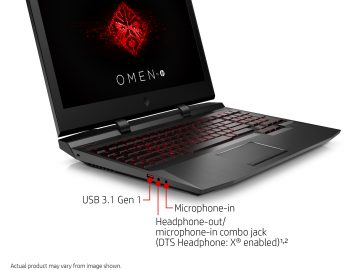 OMEN
USB 3.1 Gen 1
Microphone-in
Headphone-out/
microphone-in combo jack
(DTS Headphone: X® enabled)¹,²
Actual product may vary from image shown.